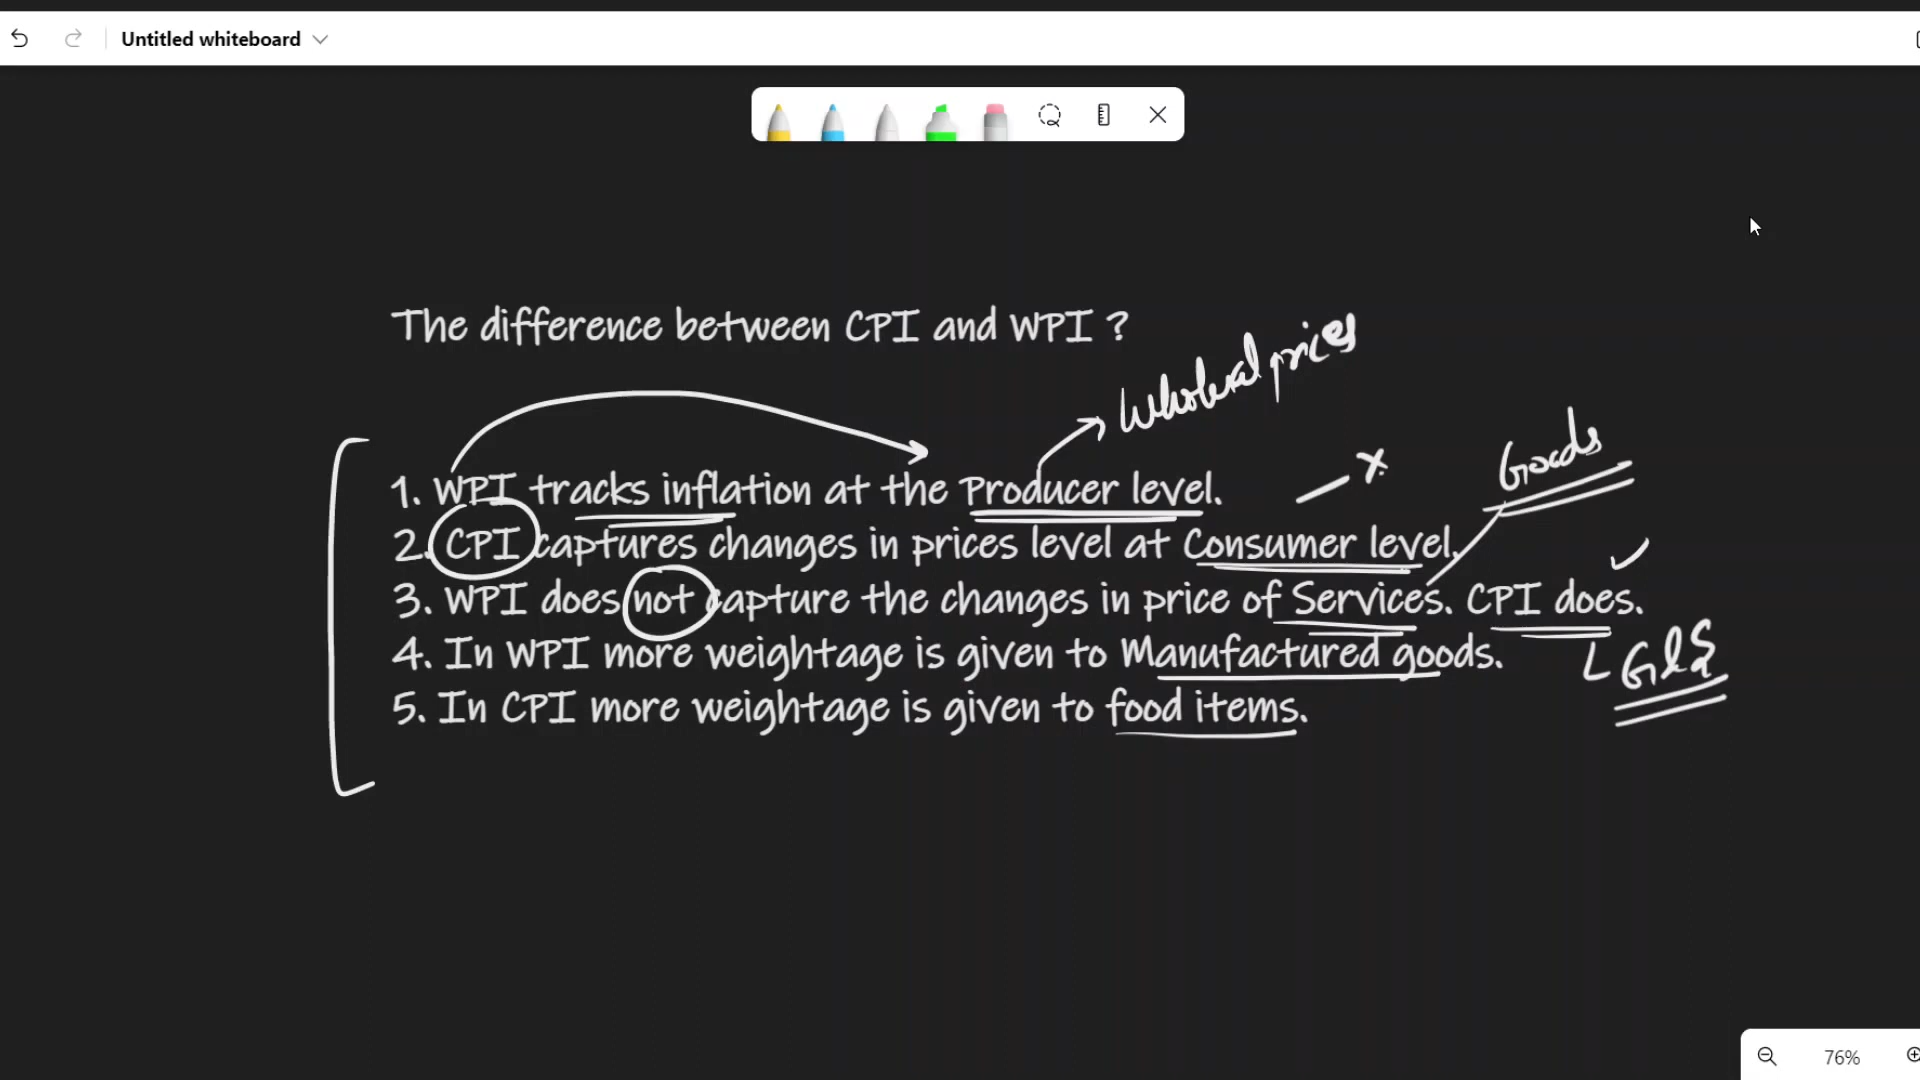 Untitled whiteboard
The difference between CPI and WPI ?
prices
Goods
1. WPI tracks inflation at the Producer level.
2. CPI captures changes in prices level at Consumer level.
3. WPI does not capture the changes in price of Services. CPI does.
4. In WPI more weightage is given to Manufactured goods.
G&S
5. In CPI more weightage is given to food items.
76%